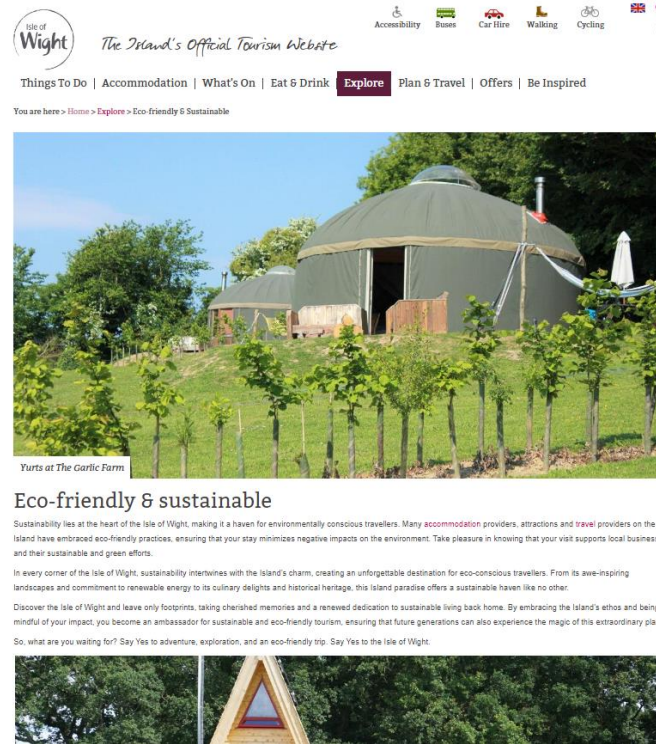 Isle of
Wight
The Island's Official Tourism Website
Accessibility Buses Car Hire Walking Cycling
Things To Do | Accommodation | What's On | Eat & Drink | Explore Plan & Travel | Offers | Be Inspired
You are here > Home > Explore > Eco-friendly & Sustainable
Yurts at The Garlic Farm
Eco-friendly & sustainable
Sustainability lies at the heart of the Isle of Wight, making it a haven for environmentally conscious travellers. Many accommodation providers, attractions and travel providers on the
Island have embraced eco-friendly practices, ensuring that your stay minimizes negative impacts on the environment. Take pleasure in knowing that your visit supports local business
and their sustainable and green efforts.
In every corner of the Isle of Wight, sustainability intertwines with the Island's charm, creating an unforgettable destination for eco-conscious travellers. From its awe-inspiring
landscapes and commitment to renewable energy to its culinary delights and historical heritage, this Island paradise offers a sustainable haven like no other.
Discover the Isle of Wight and leave only footprints, taking cherished memories and a renewed dedication to sustainable living back home. By embracing the Island's ethos and being
mindful of your impact, you become an ambassador for sustainable and eco-friendly tourism, ensuring that future generations can also experience the magic of this extraordinary pla
So, what are you waiting for? Say Yes to adventure, exploration, and an eco-friendly trip. Say Yes to the Isle of Wight.